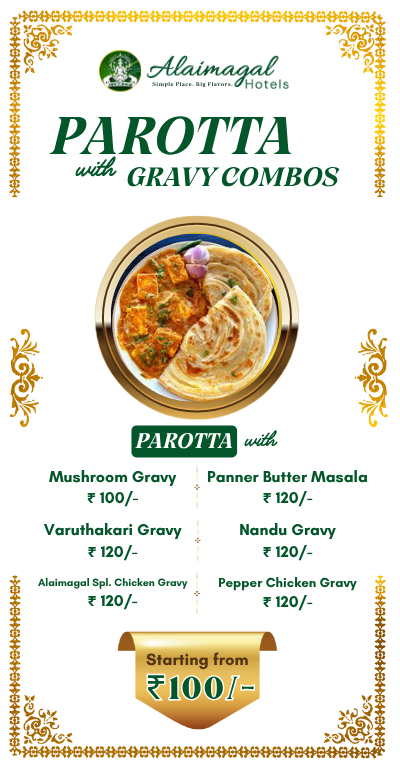 Alaimagal
Simple Place. Big Flavors. Hotels
PAROTTA
with GRAVY COMBOS
PAROTTA with
Mushroom Gravy
₹ 100/-
Panner Butter Masala
₹ 120/-
Varuthakari Gravy
₹ 120/-
Nandu Gravy
₹ 120/-
Alaimagal Spl. Chicken Gravy
₹ 120/-
Pepper Chicken Gravy
₹ 120/-
Starting from
₹100/-